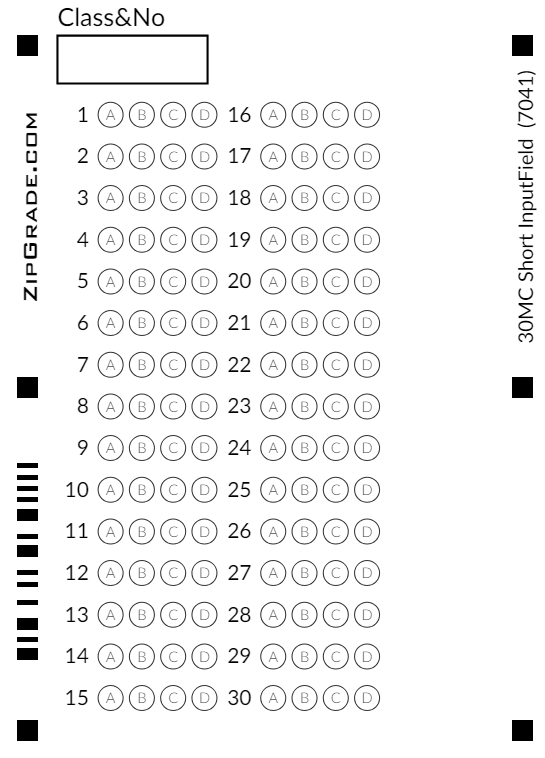 Class&No
ZIPGRADE.COM
30MC Short InputField (7041)
1 A B C D 16 A B C D
2 A B C D 17 A B C D
3 A B C D 18 A B C D
4 A B C D 19 A B C D
5 A B C D 20 A B C D
6 A B C D 21 A B C D
7 A B C D 22 A B C D
8 A B C D 23 A B C D
9 A B C D 24 A B C D
10 A B C D 25 A B C D
11 A B C D 26 A B C D
12 A B C D 27 A B C D
13 A B C D 28 A B C D
14 A B C D 29 A B C D
15 A B C D 30 A B C D